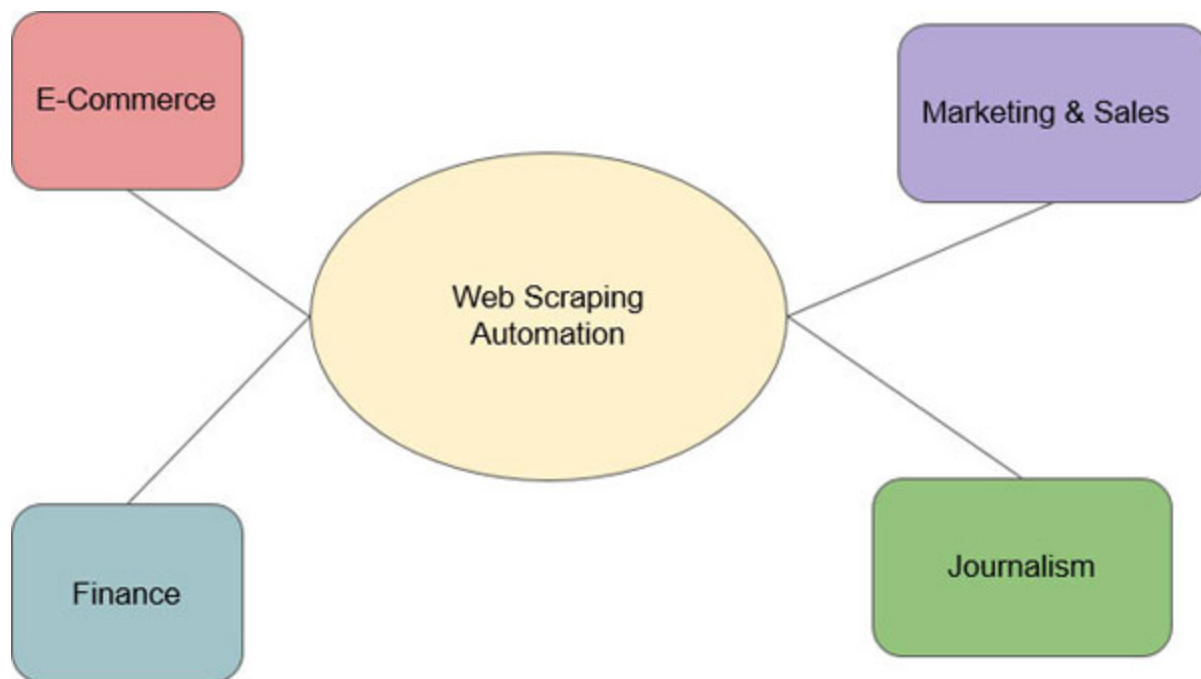 E-Commerce
Marketing & Sales
Web Scraping
Automation
Finance
Journalism